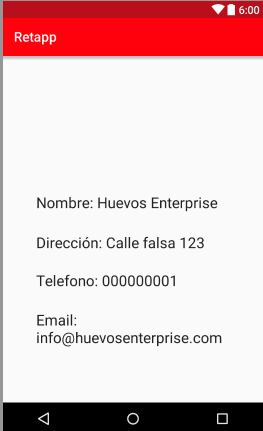 6:00
Retapp
Nombre: Huevos Enterprise
Dirección: Calle falsa 123
Telefono: 000000001
Email:
info@huevosenterprise.com